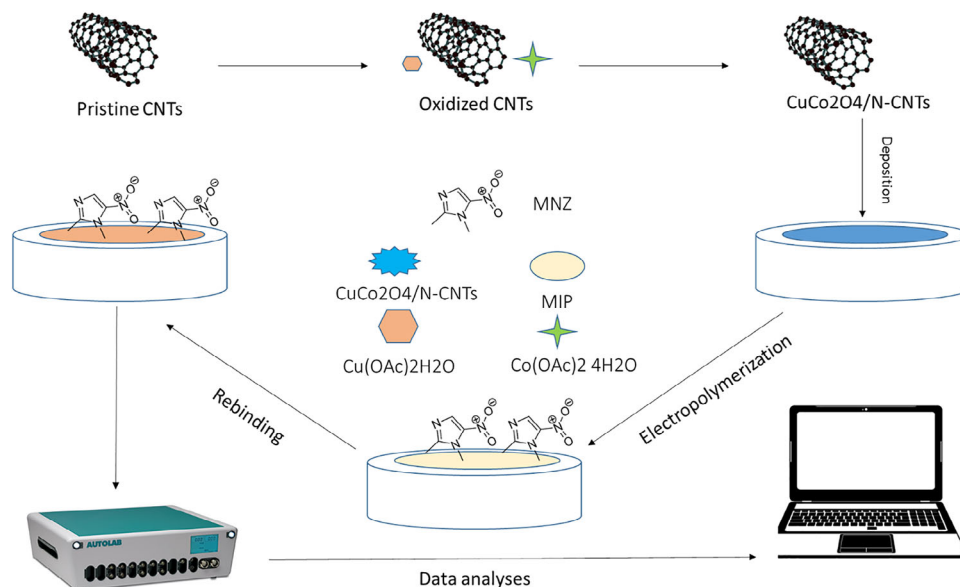 Pristine CNTs
Oxidized CNTs
CuCo2O4/N-CNTs
Deposition
N
N
N
O
O
N
N
N
O
O
N
N
N
O
O
MNZ
CuCo2O4/N-CNTs
MIP
Cu(OAc)2H2O
Co(OAc)2 4H2O
Rebinding
Electropolymerization
N
N
N
O
O
N
N
N
O
O
AUTOLAB
Data analyses